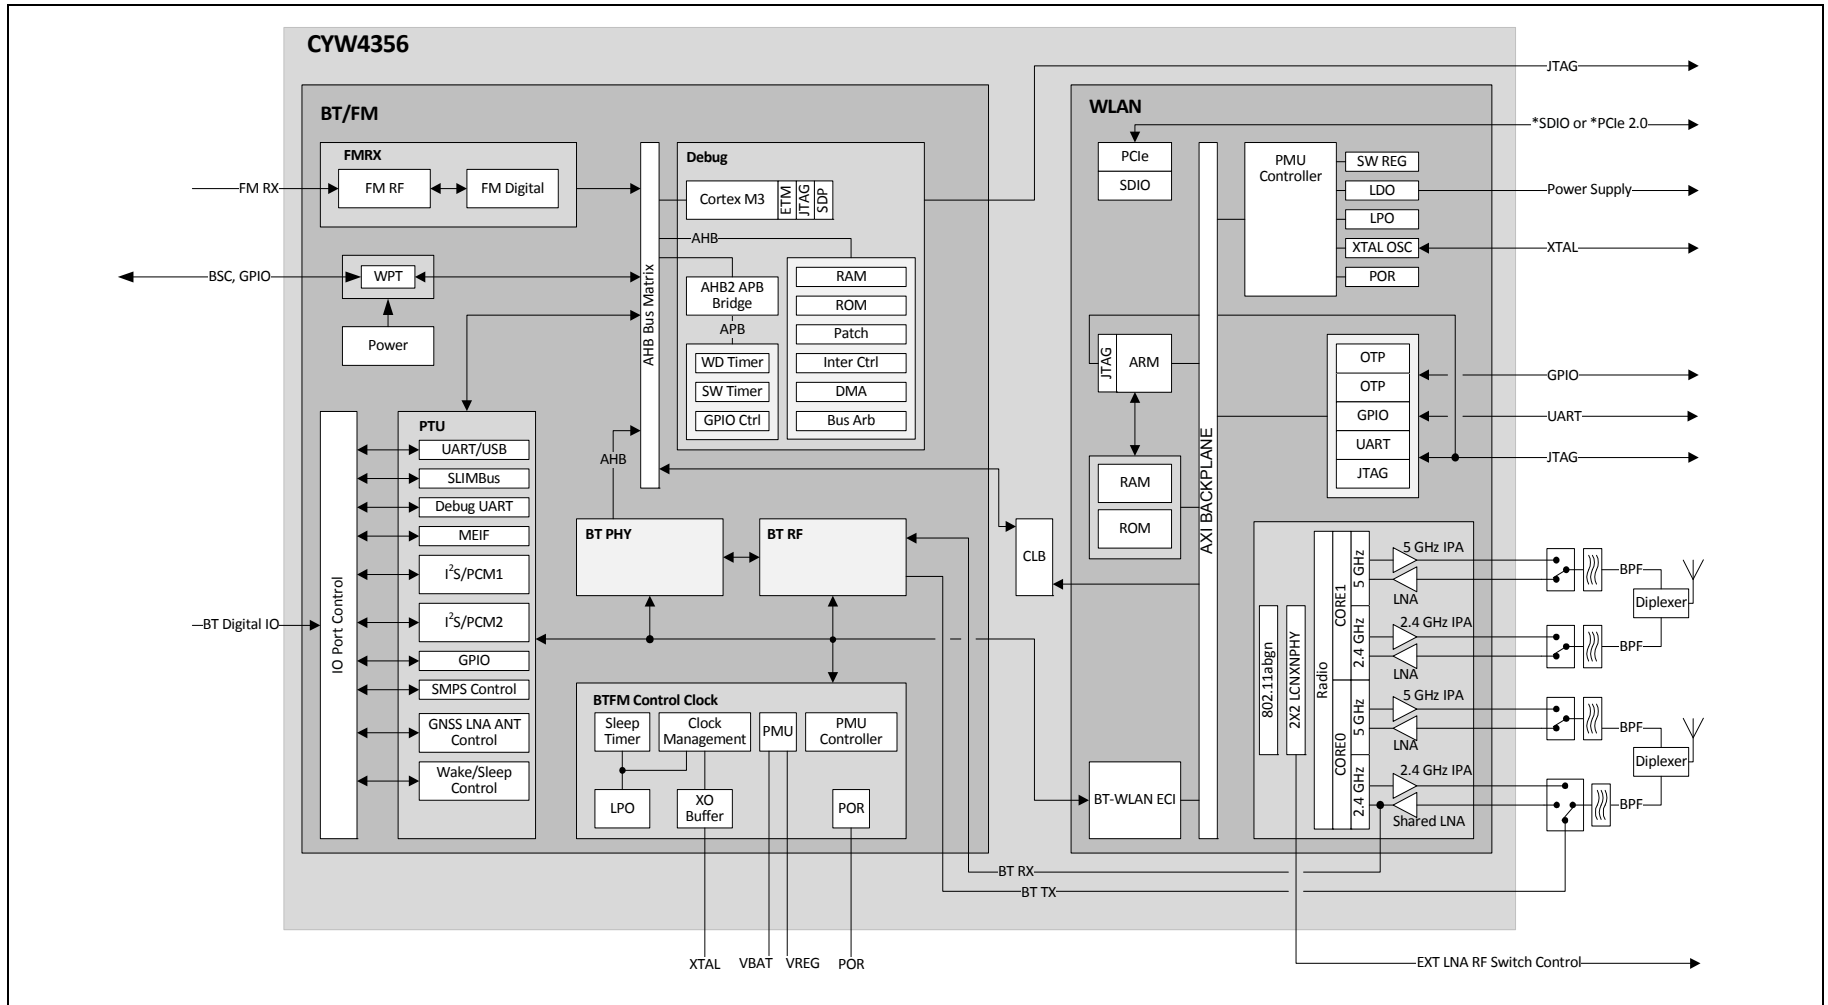 CYW4356
BT/FM
FMRX
FM RX
FM RF
FM Digital
BSC, GPIO
WPT
Power
AHB Bus Matrix
Debug
Cortex M3
ETM
JTAG
SDP
AHB
AHB2 APB
Bridge
APB
WD Timer
SW Timer
GPIO Ctrl
RAM
ROM
Patch
Inter Ctrl
DMA
Bus Arb
IO Port Control
BT Digital IO
PTU
UART/USB
SLIMBus
Debug UART
MEIF
I2S/PCM1
I2S/PCM2
GPIO
SMPS Control
GNSS LNA ANT
Control
Wake/Sleep
Control
AHB
BT PHY
BT RF
CLB
BTFM Control Clock
Sleep
Timer
Clock
Management
PMU
PMU
Controller
LPO
XO
Buffer
POR
XTAL
VBAT
VREG
POR
BT RX
BT TX
WLAN
PCIe
SDIO
AXI BACKPLANE
PMU
Controller
SW REG
LDO
LPO
XTAL OSC
POR
JTAG
*SDIO or *PCIe 2.0
Power Supply
XTAL
JTAG
ARM
RAM
ROM
OTP
OTP
GPIO
UART
JTAG
GPIO
UART
JTAG
BT-WLAN ECI
802.11abgn
2X2 LCNXNPHY
Radio
CORE1
CORE0
5 GHz
2.4 GHz
5 GHz
2.4 GHz
5 GHz IPA
LNA
2.4 GHz IPA
LNA
5 GHz IPA
LNA
2.4 GHz IPA
Shared LNA
BPF
Diplexer
BPF
BPF
Diplexer
BPF
EXT LNA RF Switch Control